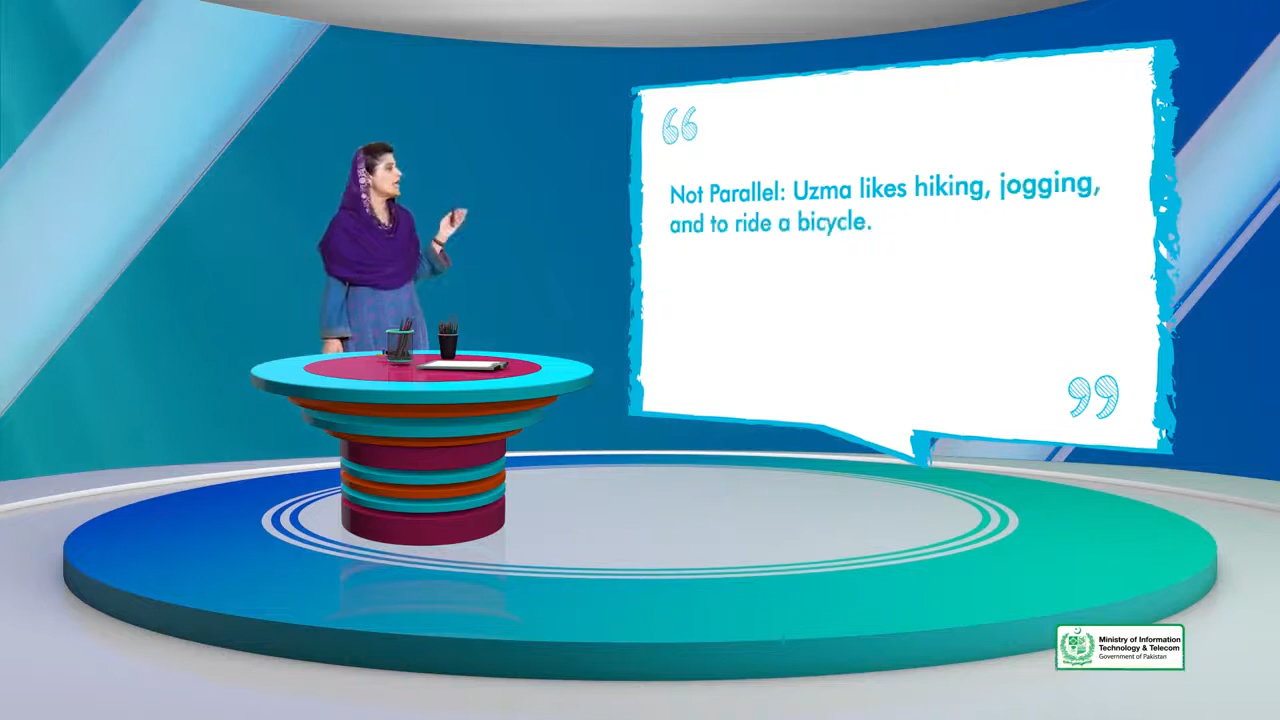 Not Parallel: Uzma likes hiking, jogging,
and to ride a bicycle.
Ministry of Information
Technology & Telecom
Government of Pakistan